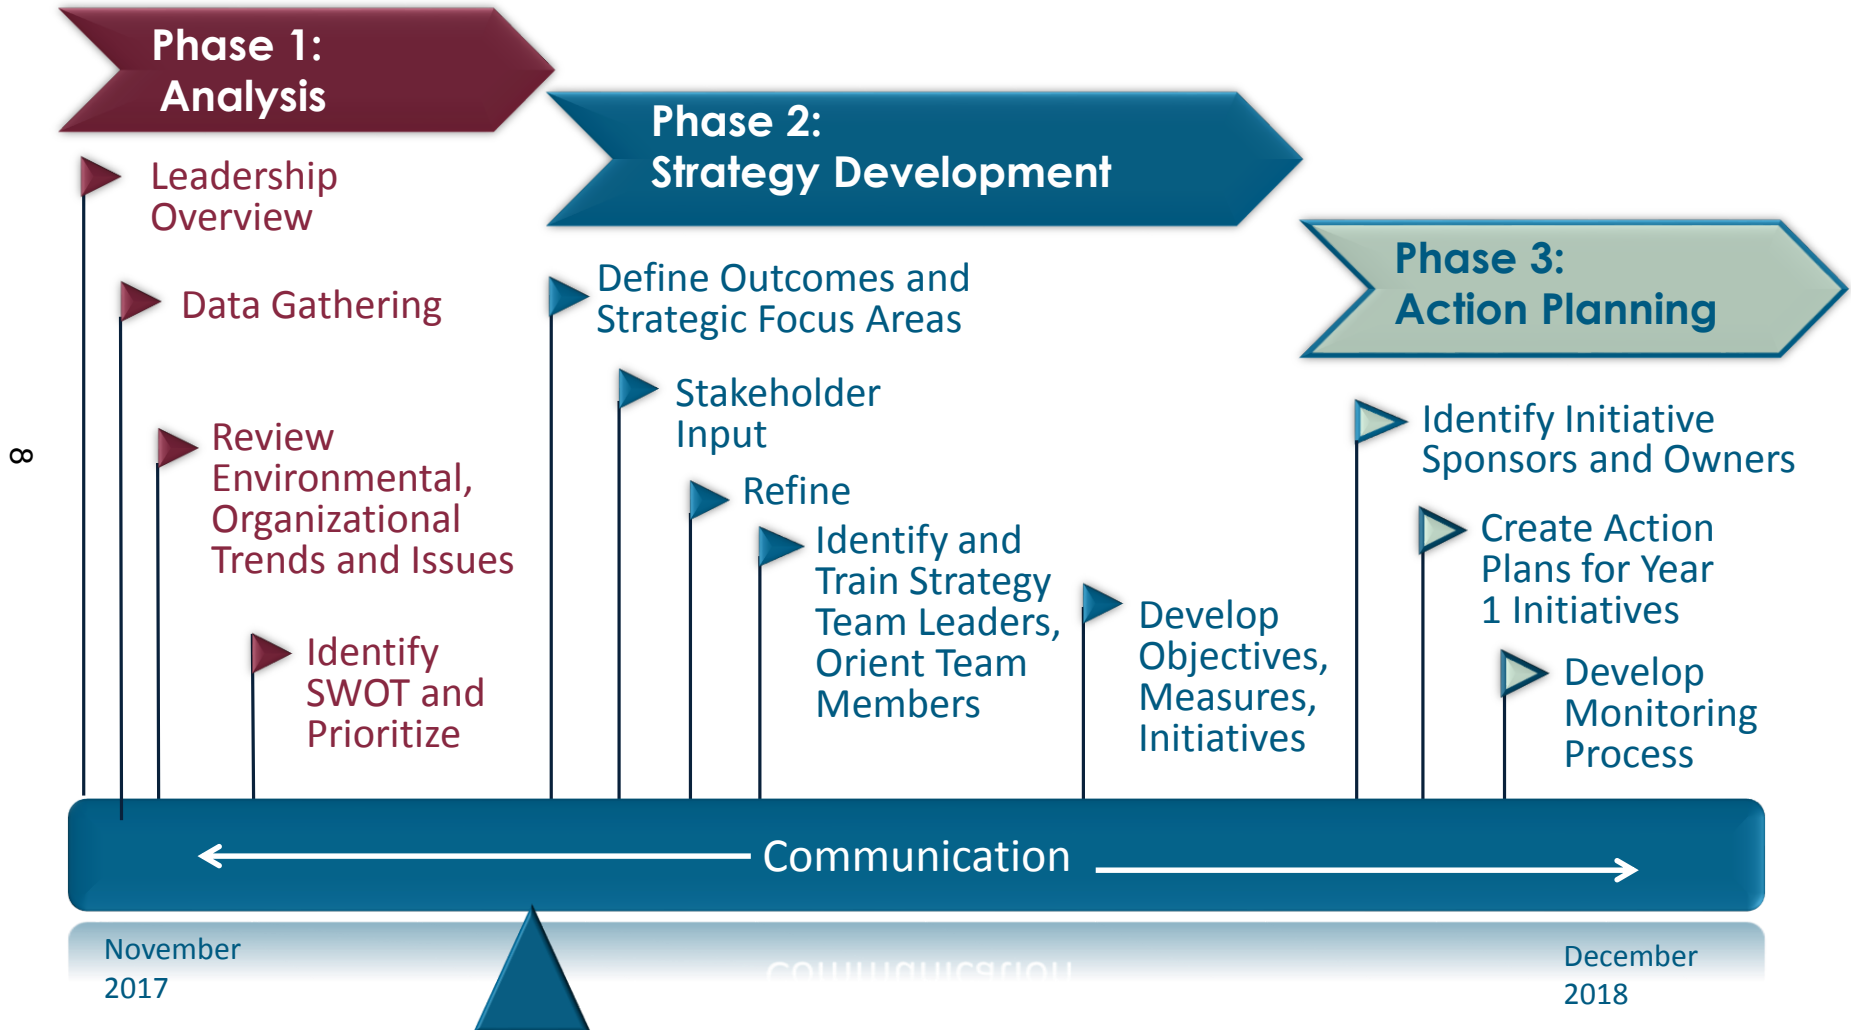 Phase 1:
Analysis
Leadership
Overview
Data Gathering
Review
Environmental,
Organizational
Trends and Issues
Identify
SWOT and
Prioritize
Phase 2:
Strategy Development
Define Outcomes and
Strategic Focus Areas
Stakeholder
Input
Refine
Identify and
Train Strategy
Team Leaders,
Orient Team
Members
Develop
Objectives,
Measures,
Initiatives
Phase 3:
Action Planning
Identify Initiative
Sponsors and Owners
Create Action
Plans for Year
1 Initiatives
Develop
Monitoring
Process
8
Communication
November
2017
December
2018